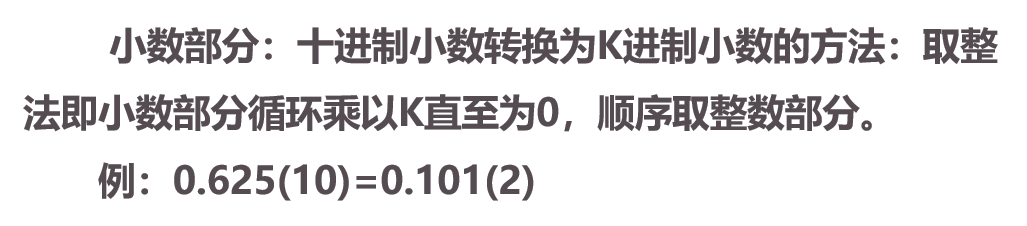 小数部分：十进制小数转换为K进制小数的方法：取整
法即小数部分循环乘以K直至为0，顺序取整数部分。
例：0.625(10)=0.101(2)